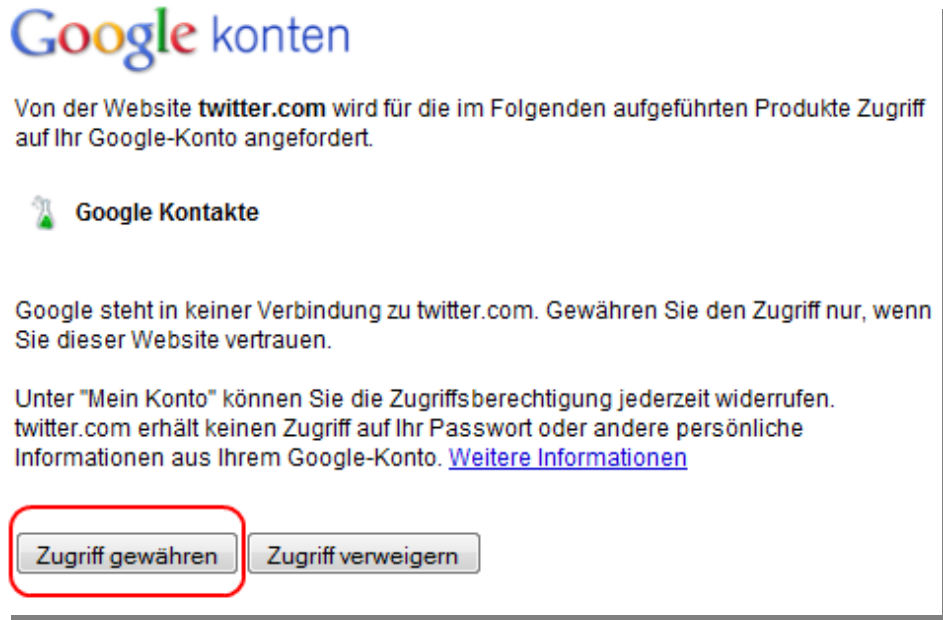 Google konten
Von der Website twitter.com wird für die im Folgenden aufgeführten Produkte Zugriff
auf Ihr Google-Konto angefordert.
Google Kontakte
Google steht in keiner Verbindung zu twitter.com. Gewähren Sie den Zugriff nur, wenn
Sie dieser Website vertrauen.
Unter "Mein Konto" können Sie die Zugriffsberechtigung jederzeit widerrufen.
twitter.com erhält keinen Zugriff auf Ihr Passwort oder andere persönliche
Informationen aus Ihrem Google-Konto. Weitere Informationen
Zugriff gewähren Zugriff verweigern